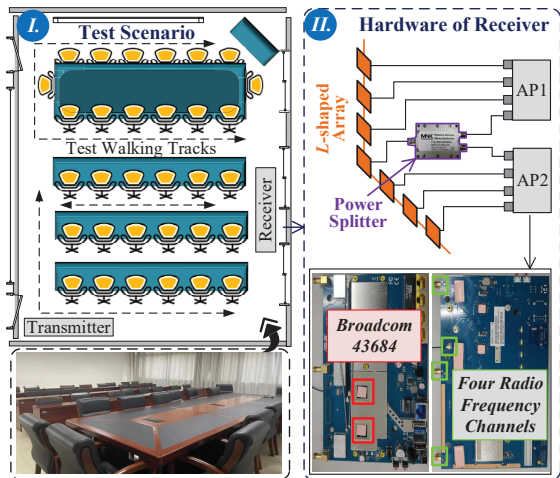 I.
Test Scenario
Test Walking Tracks
Receiver
Transmitter
II.
Hardware of Receiver
L-shaped
Array
AP1
MNK
Power
Splitter
AP2
Broadcom
43684
Four Radio
Frequency
Channels